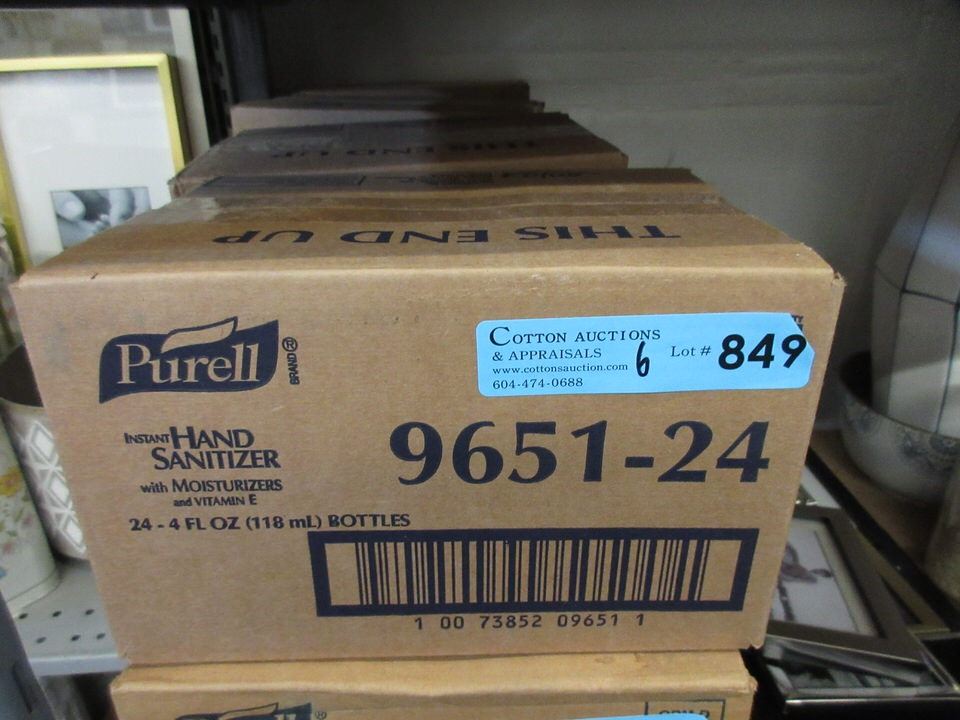 THIS END UP
Purell
BRAND®
COTTON AUCTIONS
& APPRAISALS
www.cottonsauction.com
604-474-0688
6
Lot # 849
INSTANT HAND
SANITIZER
with MOISTURIZERS
and VITAMIN E
24 - 4 FL OZ (118 mL) BOTTLES
9651-24
1 00 73852 09651 1